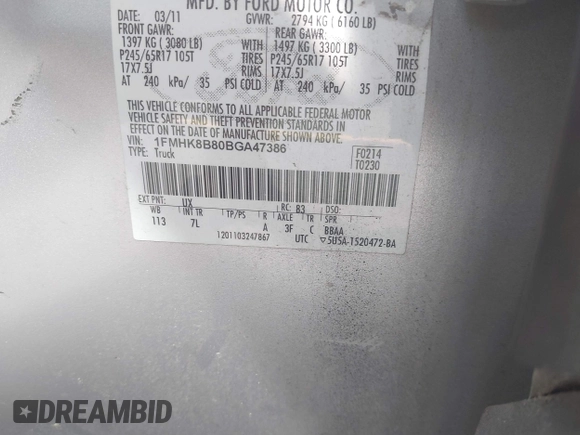 MFD. BY FORD MOTOR CO.
DATE: 03/11 GVWR: 2794 KG ( 6160 LB)
FRONT GAWR: REAR GAWR:
1397 KG ( 3080 LB) 1497 KG ( 3300 LB)
P245/65R17 105T TIRES P245/65R17 105T TIRES
17X7.5J RIMS 17X7.5J RIMS
AT 240 kPa/ 35 PSI COLD AT 240 kPa/ 35 PSI COLD
THIS VEHICLE CONFORMS TO ALL APPLICABLE FEDERAL MOTOR
VEHICLE SAFETY AND THEFT PREVENTION STANDARDS IN
EFFECT ON THE DATE OF MANUFACTURE SHOWN ABOVE.
VIN: 1FMHK8B80BGA47386
TYPE: Truck
F0214
T0230
EXT PNT: UX RC: B3 DSO:
WB INT TR TP/PS R AXLE TR SPR
113 7L A 3F C BBAA
1201103247867 UTC ▽5U5A-1520472-BA
DREAMBID